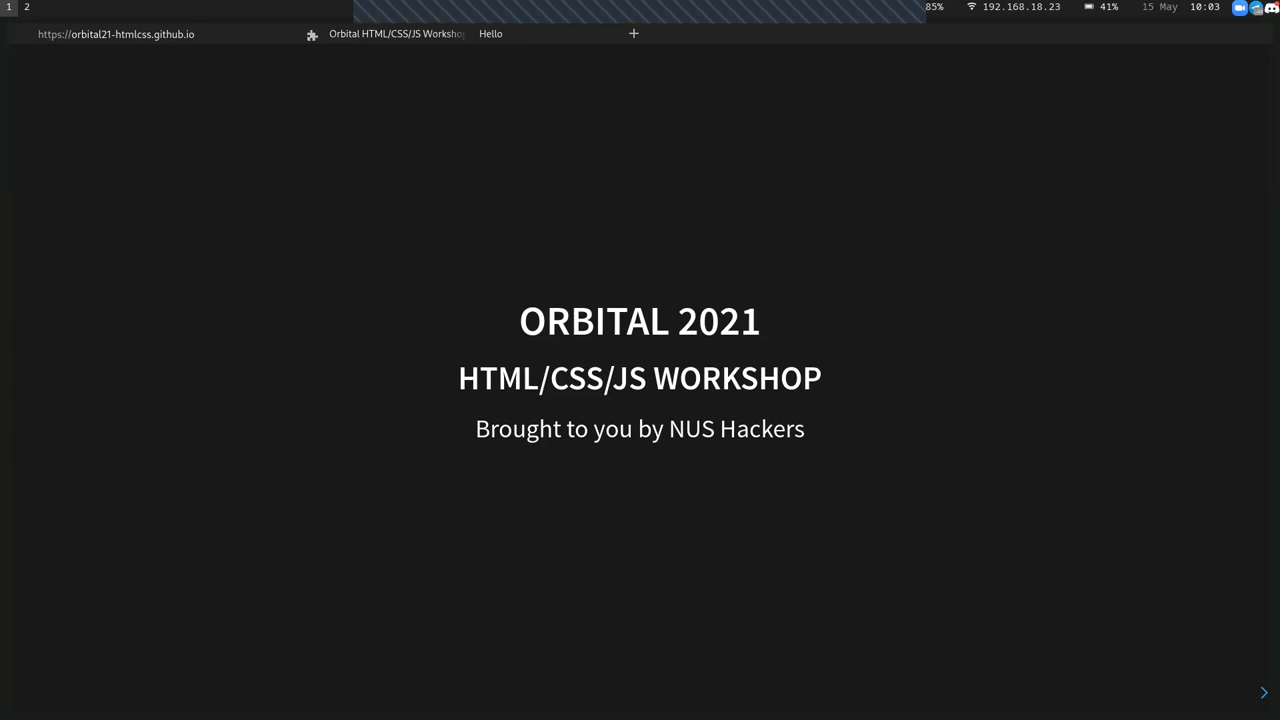 1 2 85% 192.168.18.23 41% 15 May 10:03
https://orbital21-htmlcss.github.io Orbital HTML/CSS/JS Worksho Hello +
ORBITAL 2021
HTML/CSS/JS WORKSHOP
Brought to you by NUS Hackers